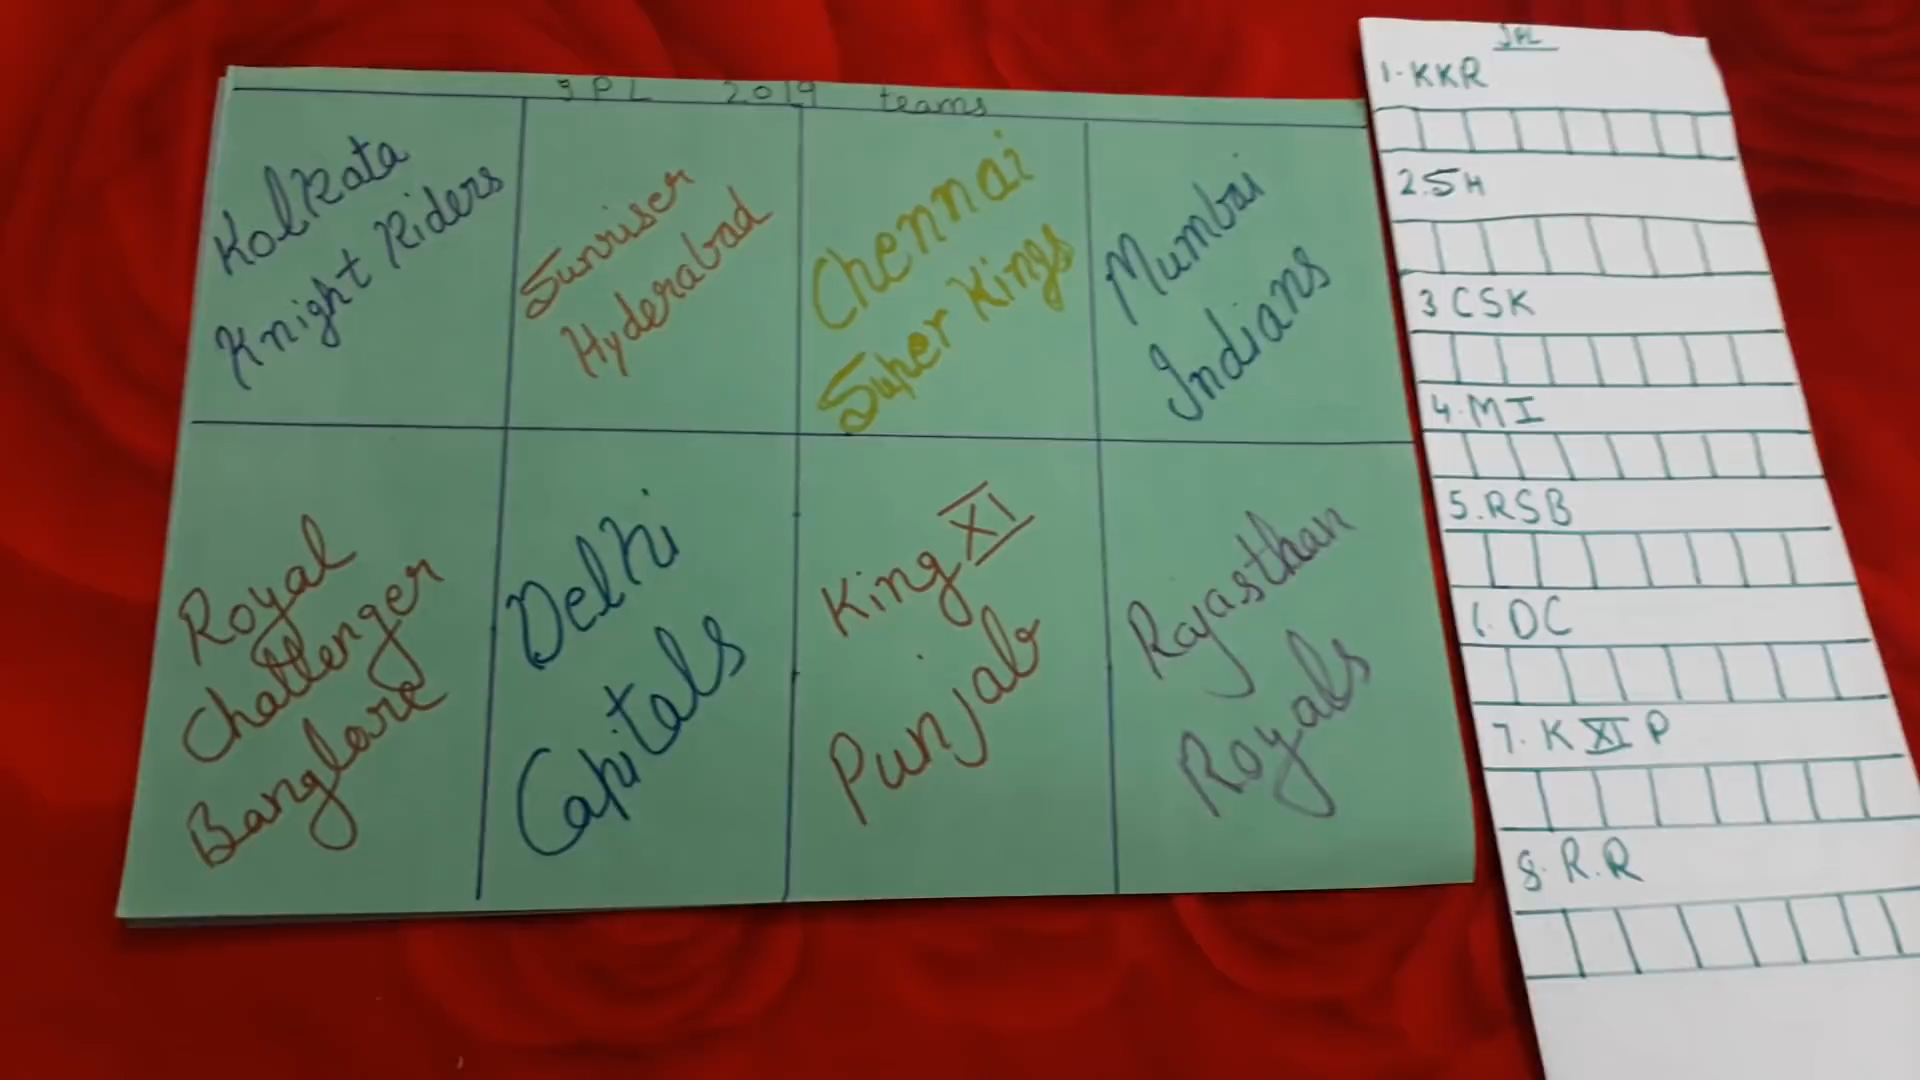 IPL 2019 teams
Kolkata
Knight Riders
Sunriser
Hyderabad
Chennai
Super Kings
Mumbai
Indians
Royal
Challenger
Banglore
Delhi
Capitals
King XI
Punjab
Rajasthan
Royals
IPL
1. KKR
2. SH
3 CSK
4. MI
5. RSB
6. DC
7. K XI P
8. R.R